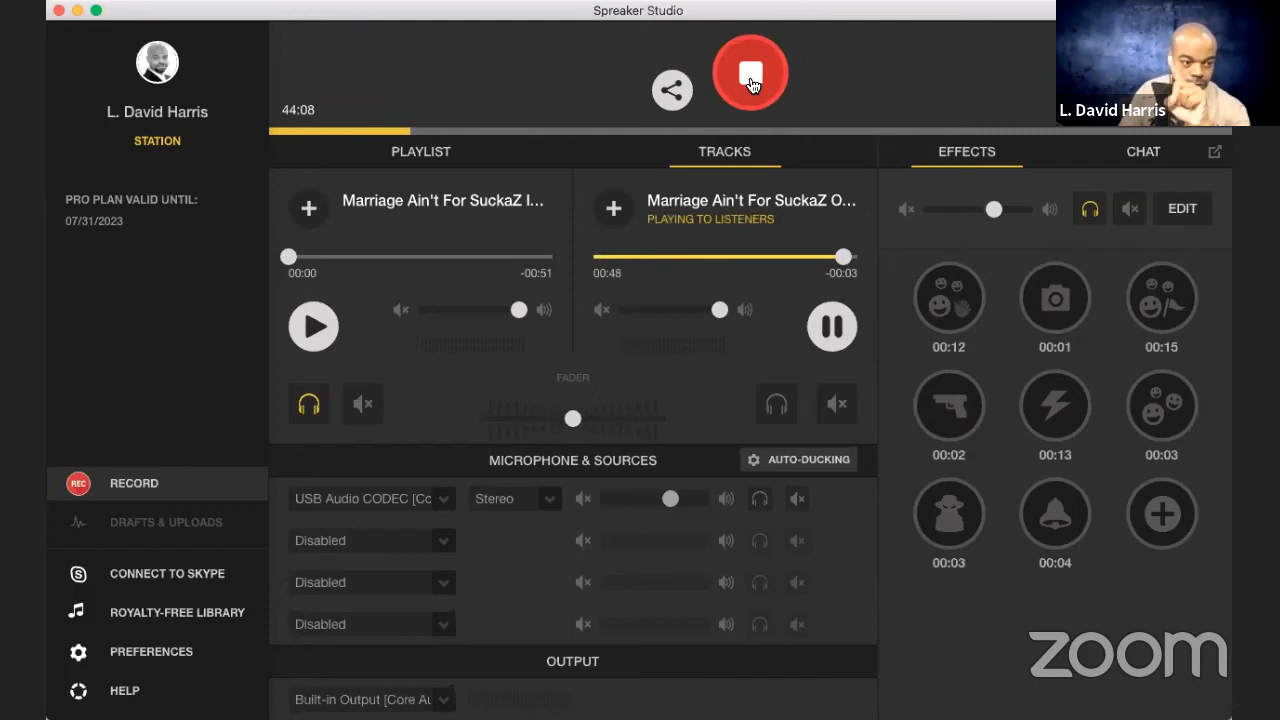 Spreaker Studio
L. David Harris
STATION
PRO PLAN VALID UNTIL:
07/31/2023
44:08
L. David Harris
PLAYLIST
TRACKS
EFFECTS
CHAT
Marriage Ain't For SuckaZ I...
Marriage Ain't For SuckaZ O...
PLAYING TO LISTENERS
EDIT
00:00
-00:51
00:48
-00:03
00:12
00:01
00:15
FADER
00:02
00:13
00:03
MICROPHONE & SOURCES
AUTO-DUCKING
REC
RECORD
USB Audio CODEC [Co
Stereo
DRAFTS & UPLOADS
Disabled
00:03
00:04
CONNECT TO SKYPE
Disabled
ROYALTY-FREE LIBRARY
Disabled
PREFERENCES
OUTPUT
HELP
Built-in Output [Core Au
zoom